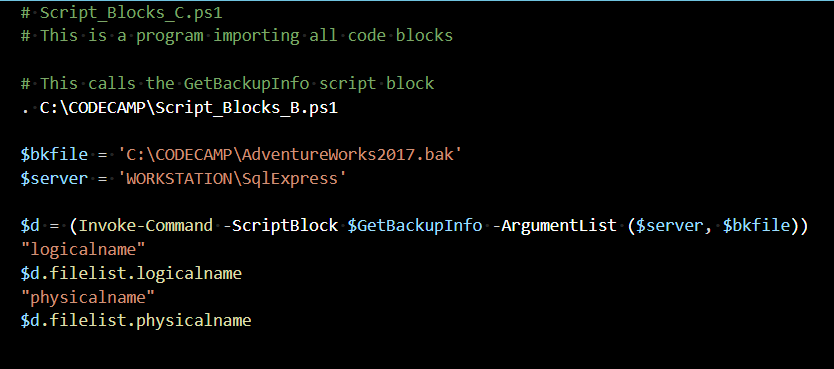 # Script_Blocks_C.ps1
# This is a program importing all code blocks
# This calls the GetBackupInfo script block
. C:\CODECAMP\Script_Blocks_B.ps1
$bkfile = 'C:\CODECAMP\AdventureWorks2017.bak'
$server = 'WORKSTATION\SqlExpress'
$d = (Invoke-Command -ScriptBlock $GetBackupInfo -ArgumentList ($server, $bkfile))
"logicalname"
$d.filelist.logicalname
"physicalname"
$d.filelist.physicalname